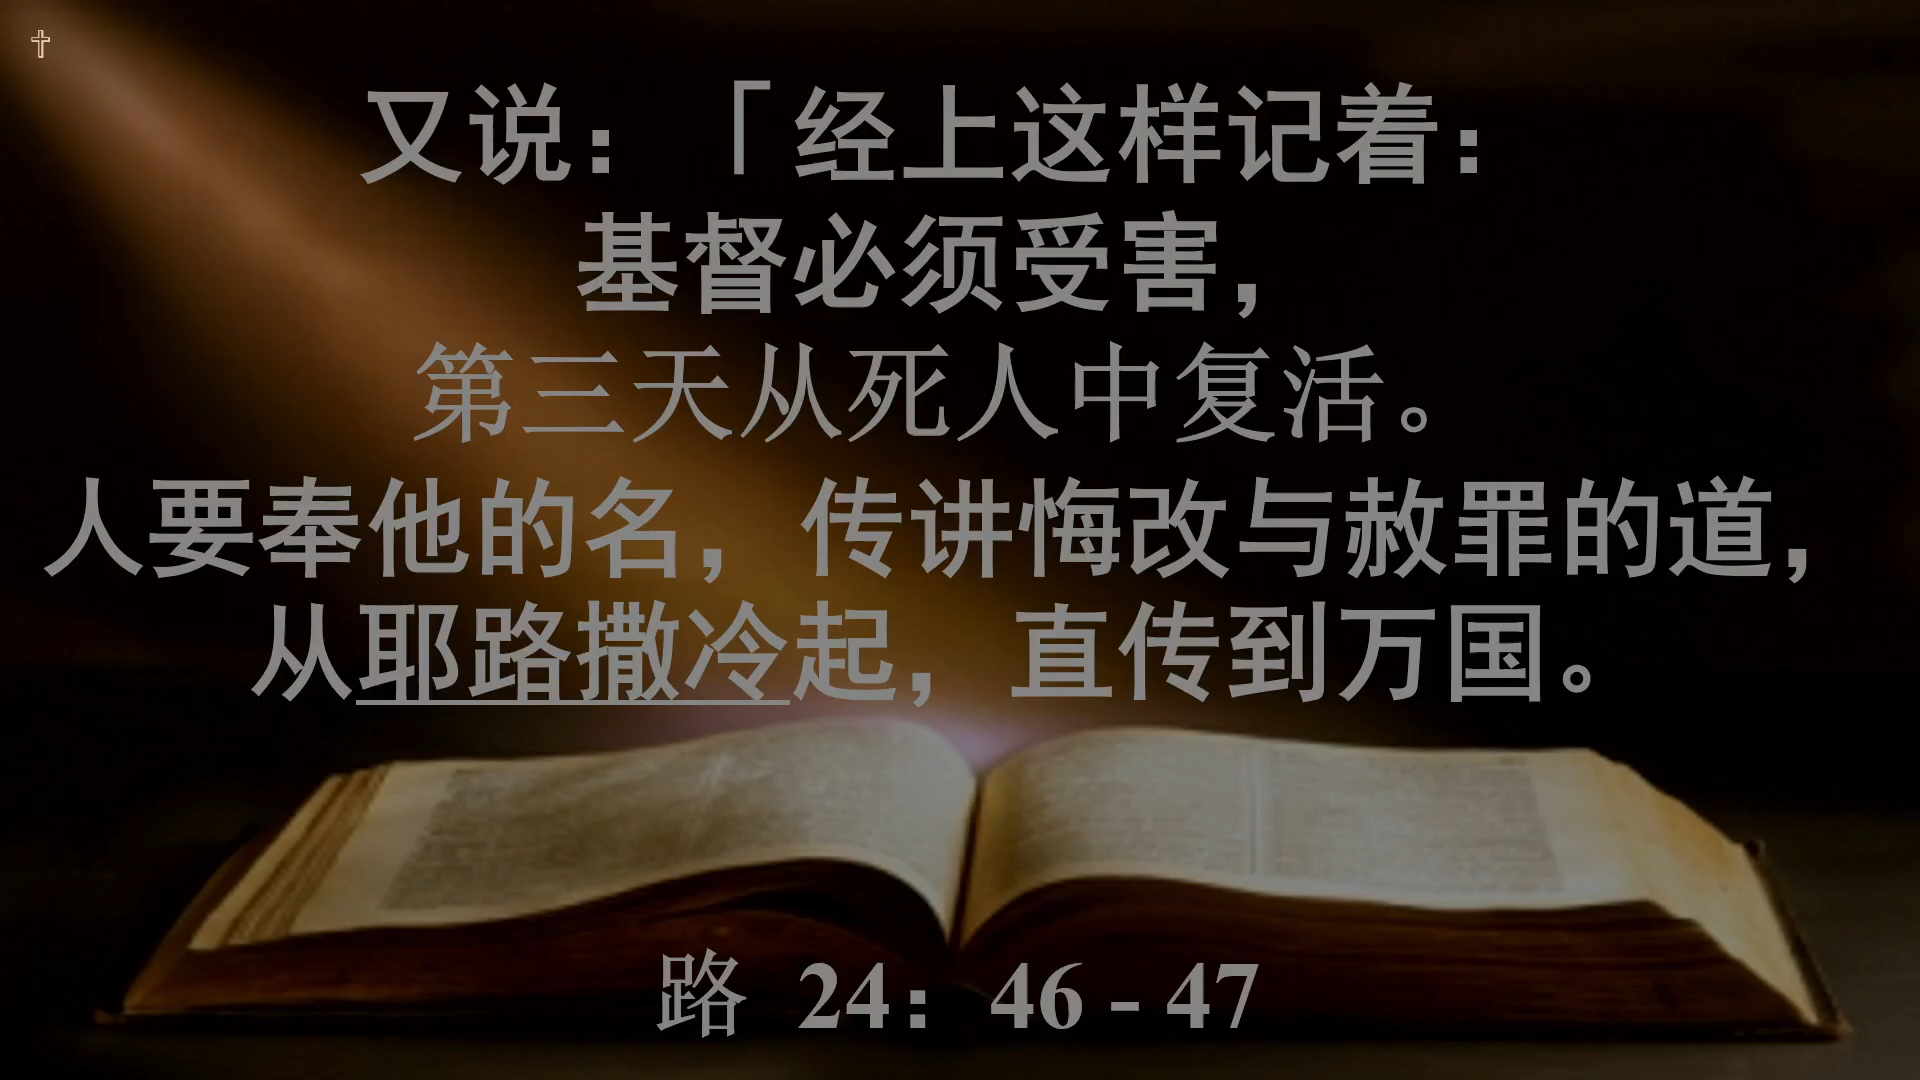 又说：「经上这样记着：
基督必须受害，
第三天从死人中复活。
人要奉他的名，传讲悔改与赦罪的道，
从耶路撒冷起，直传到万国。
路 24：46 - 47